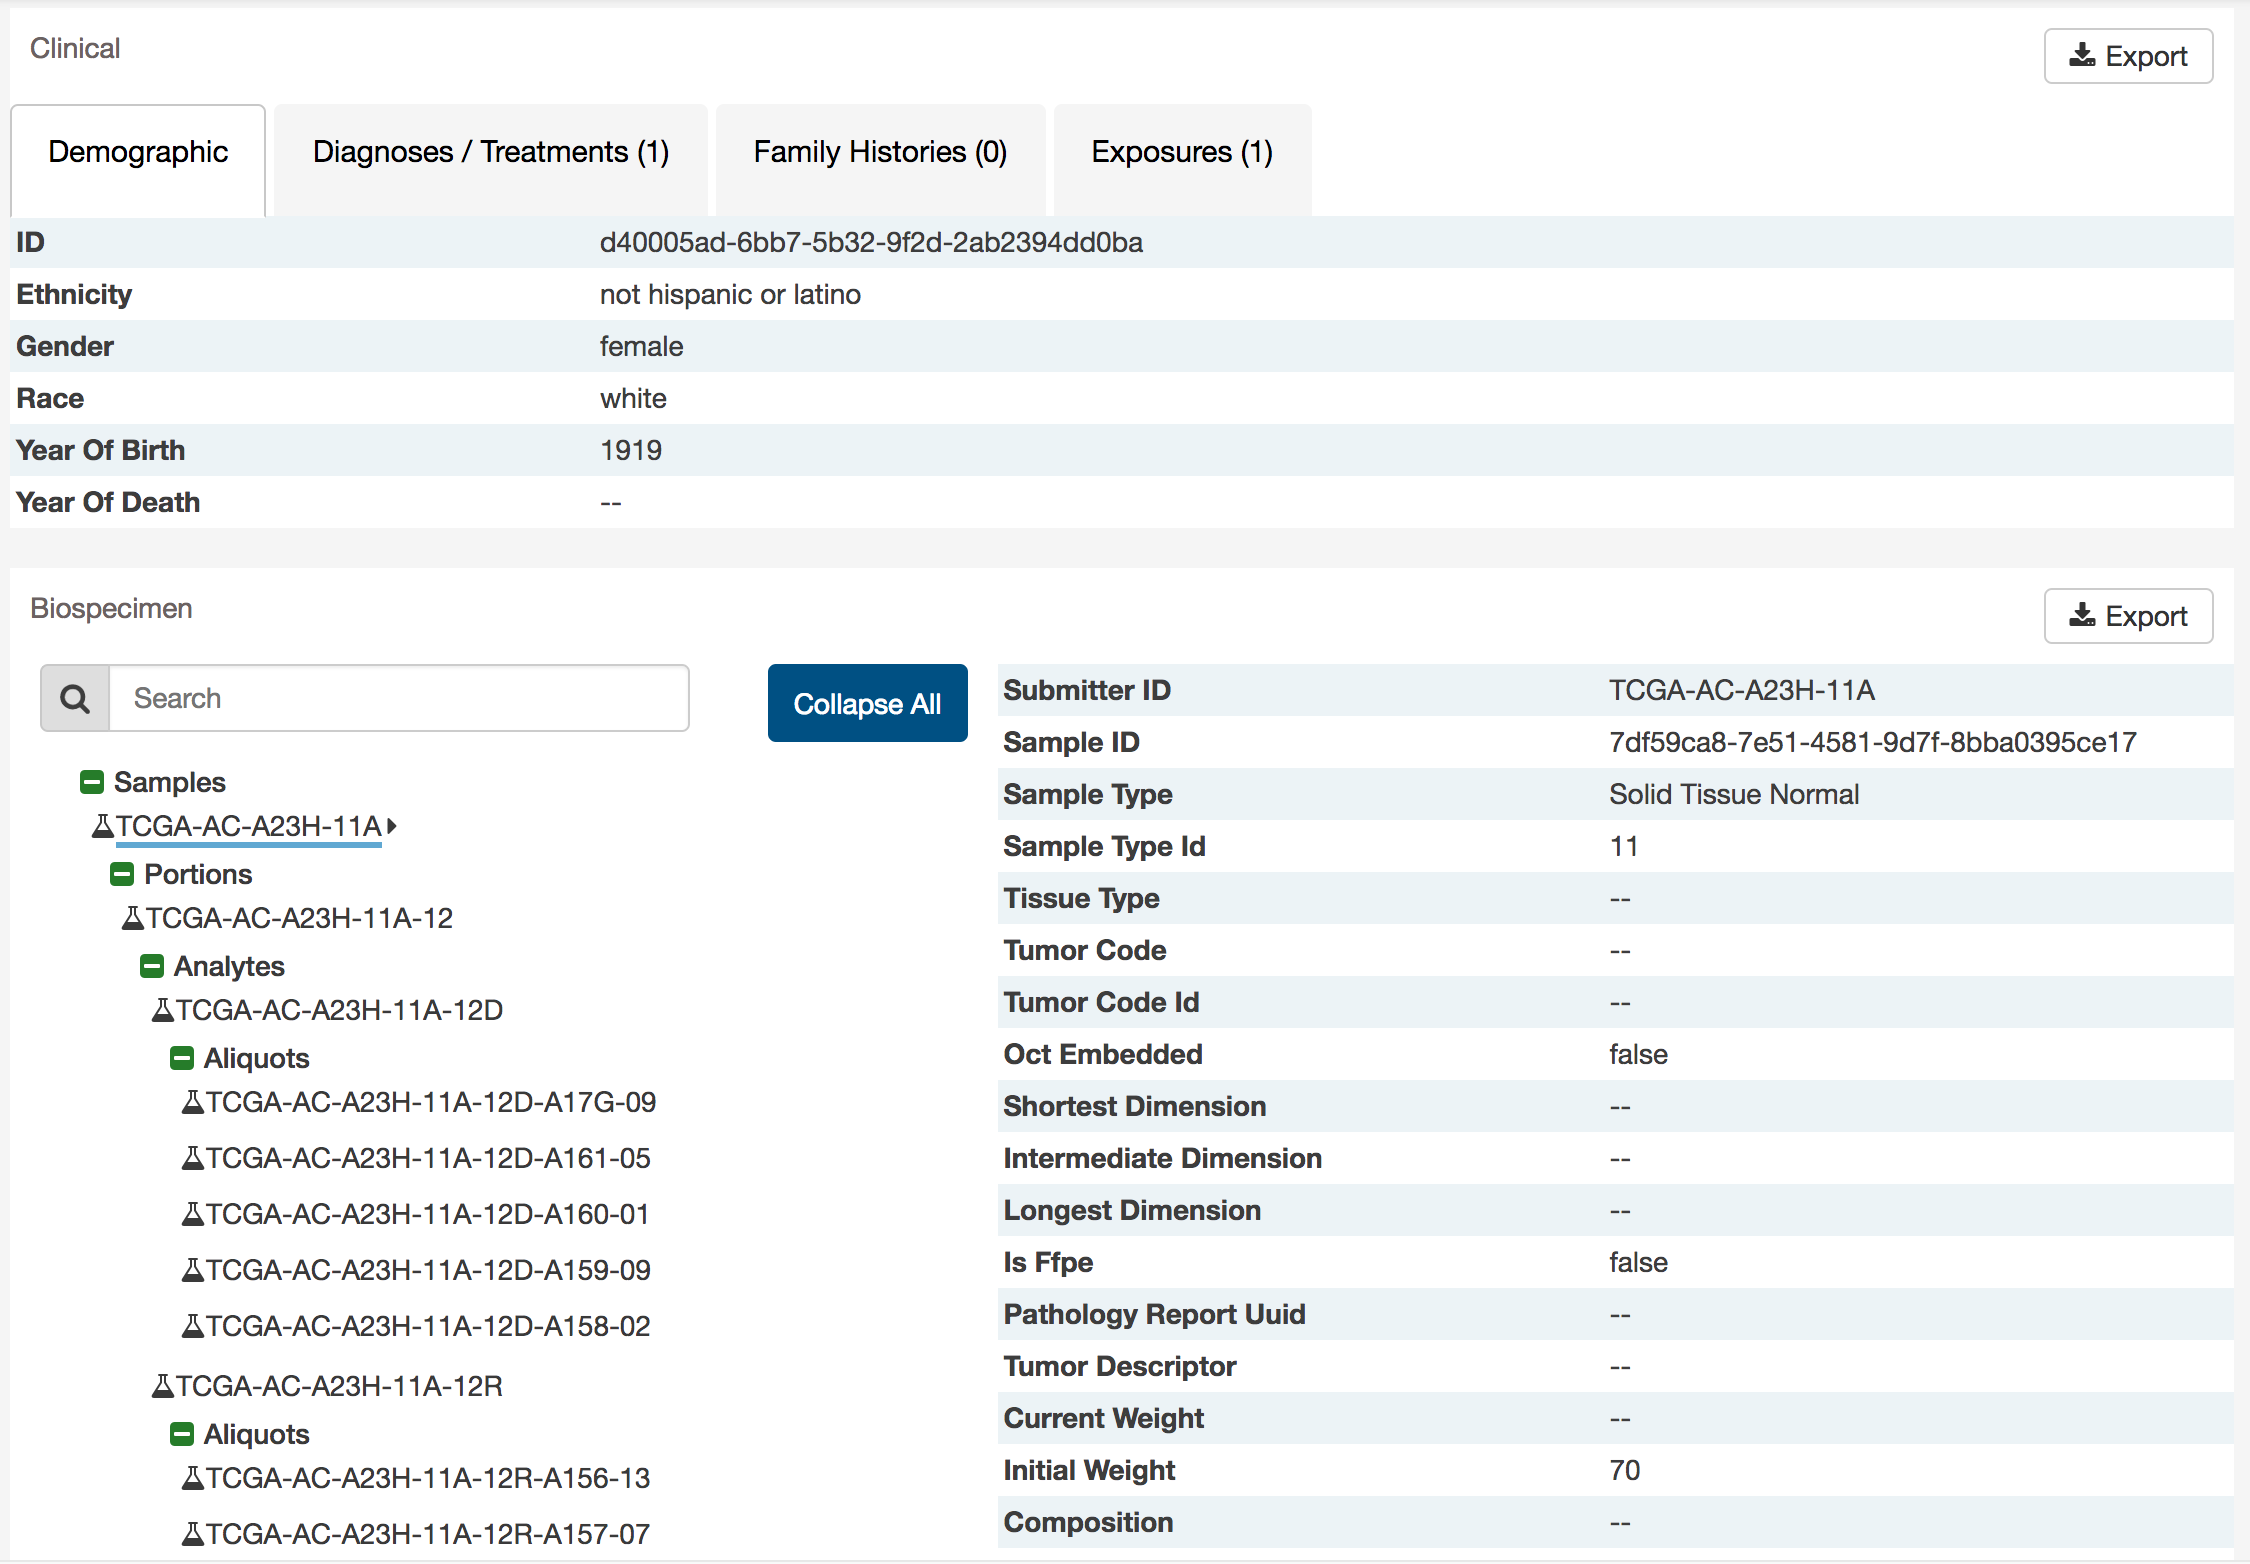 Clinical
Export
Demographic
Diagnoses / Treatments (1)
Family Histories (0)
Exposures (1)
ID d40005ad-6bb7-5b32-9f2d-2ab2394dd0ba
Ethnicity not hispanic or latino
Gender female
Race white
Year Of Birth 1919
Year Of Death --
Biospecimen
Export
Search
Collapse All
Samples
TCGA-AC-A23H-11A
Portions
TCGA-AC-A23H-11A-12
Analytes
TCGA-AC-A23H-11A-12D
Aliquots
TCGA-AC-A23H-11A-12D-A17G-09
TCGA-AC-A23H-11A-12D-A161-05
TCGA-AC-A23H-11A-12D-A160-01
TCGA-AC-A23H-11A-12D-A159-09
TCGA-AC-A23H-11A-12D-A158-02
TCGA-AC-A23H-11A-12R
Aliquots
TCGA-AC-A23H-11A-12R-A156-13
TCGA-AC-A23H-11A-12R-A157-07
Submitter ID TCGA-AC-A23H-11A
Sample ID 7df59ca8-7e51-4581-9d7f-8bba0395ce17
Sample Type Solid Tissue Normal
Sample Type Id 11
Tissue Type --
Tumor Code --
Tumor Code Id --
Oct Embedded false
Shortest Dimension --
Intermediate Dimension --
Longest Dimension --
Is Ffpe false
Pathology Report Uuid --
Tumor Descriptor --
Current Weight --
Initial Weight 70
Composition --